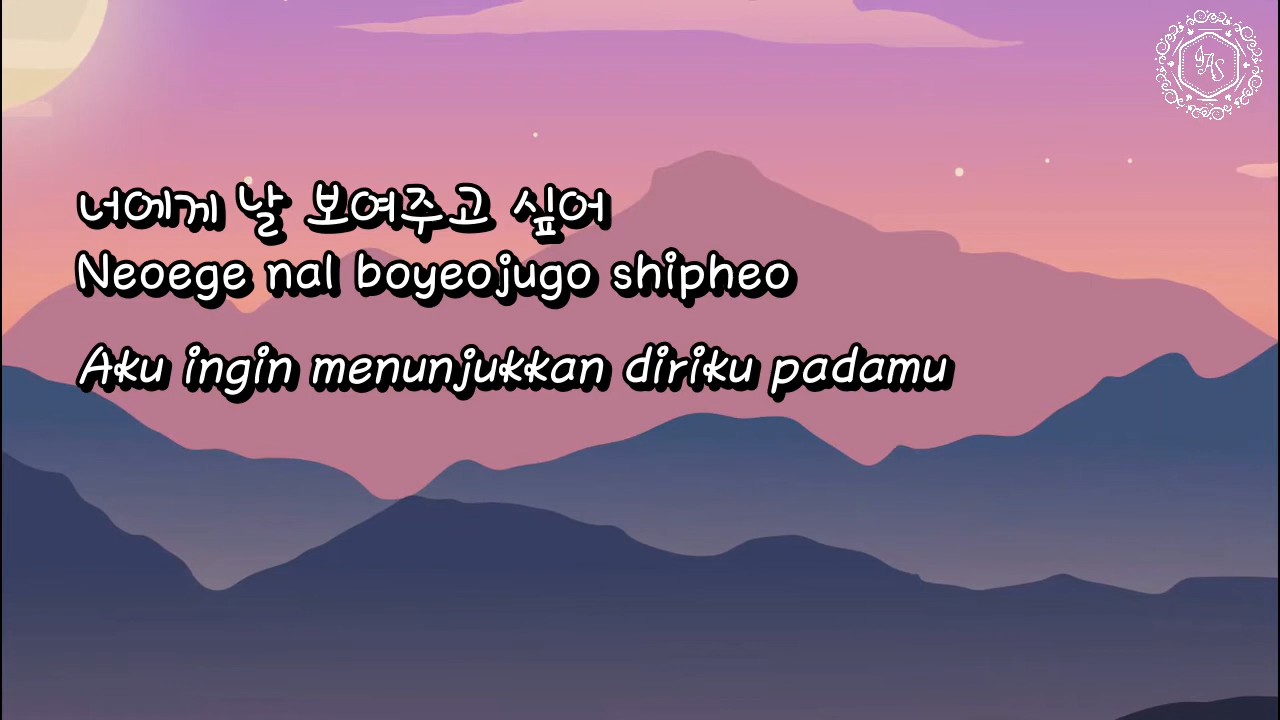 너에게 날 보여주고 싶어
Neoege nal boyeojugo shipheo
Aku ingin menunjukkan diriku padamu
IAS